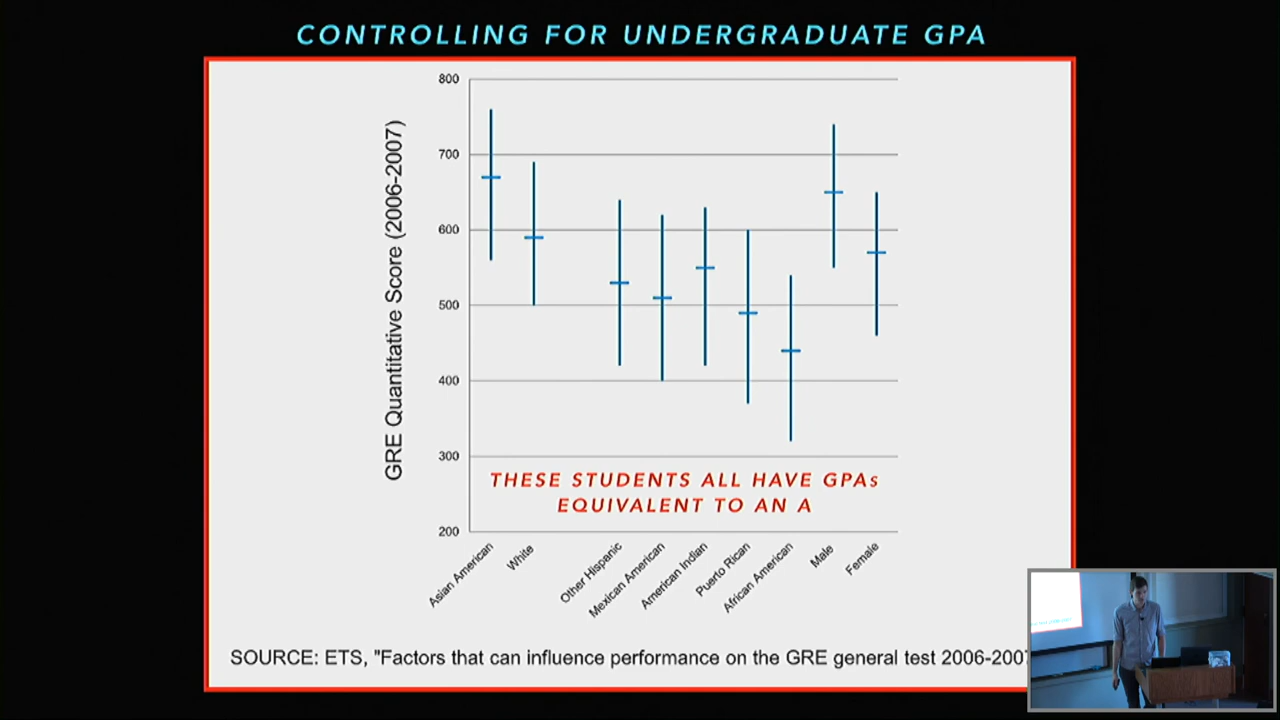 CONTROLLING FOR UNDERGRADUATE GPA
800
700
600
500
400
300
200
GRE Quantitative Score (2006-2007)
THESE STUDENTS ALL HAVE GPAs
EQUIVALENT TO AN A
Asian American
White
Other Hispanic
Mexican American
American Indian
Puerto Rican
African American
Male
Female
SOURCE: ETS, "Factors that can influence performance on the GRE general test 2006-2007